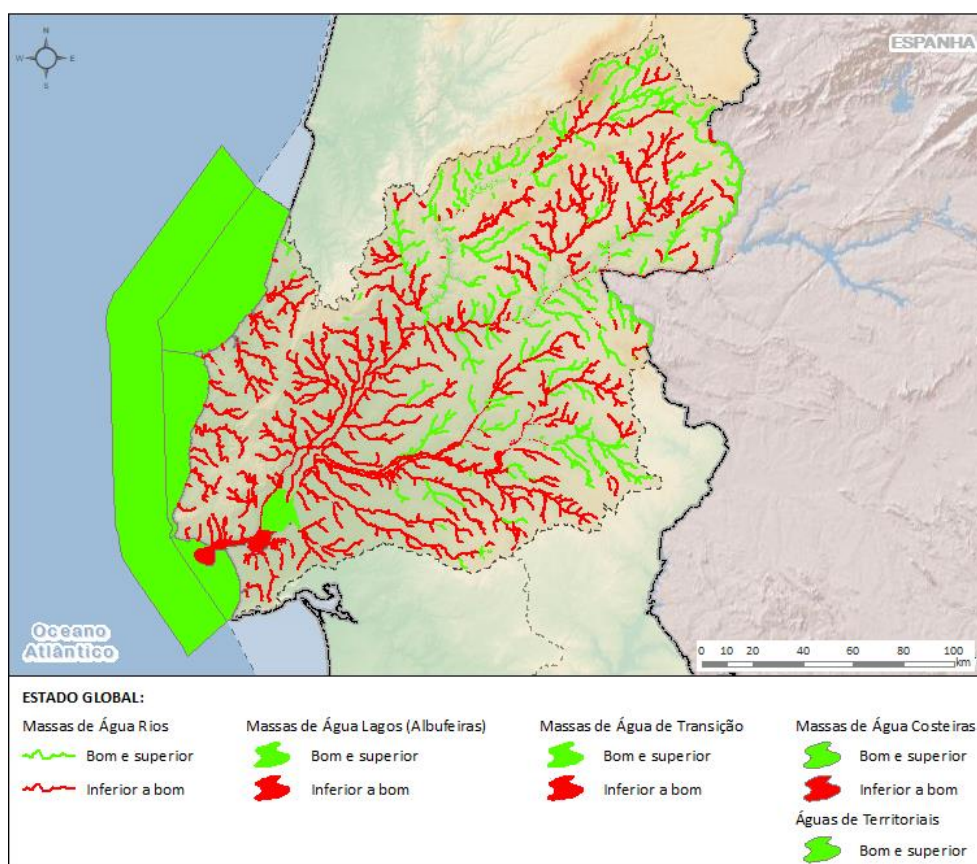 N
W E
S
ESPANHA
Oceano
Atlântico
0 20 40 60 80 100
km
ESTADO GLOBAL:
Massas de Água Rios
Bom e superior
Inferior a bom
Massas de Água Lagos (Albufeiras)
Bom e superior
Inferior a bom
Massas de Água de Transição
Bom e superior
Inferior a bom
Massas de Água Costeiras
Bom e superior
Inferior a bom
Águas de Territoriais
Bom e superior